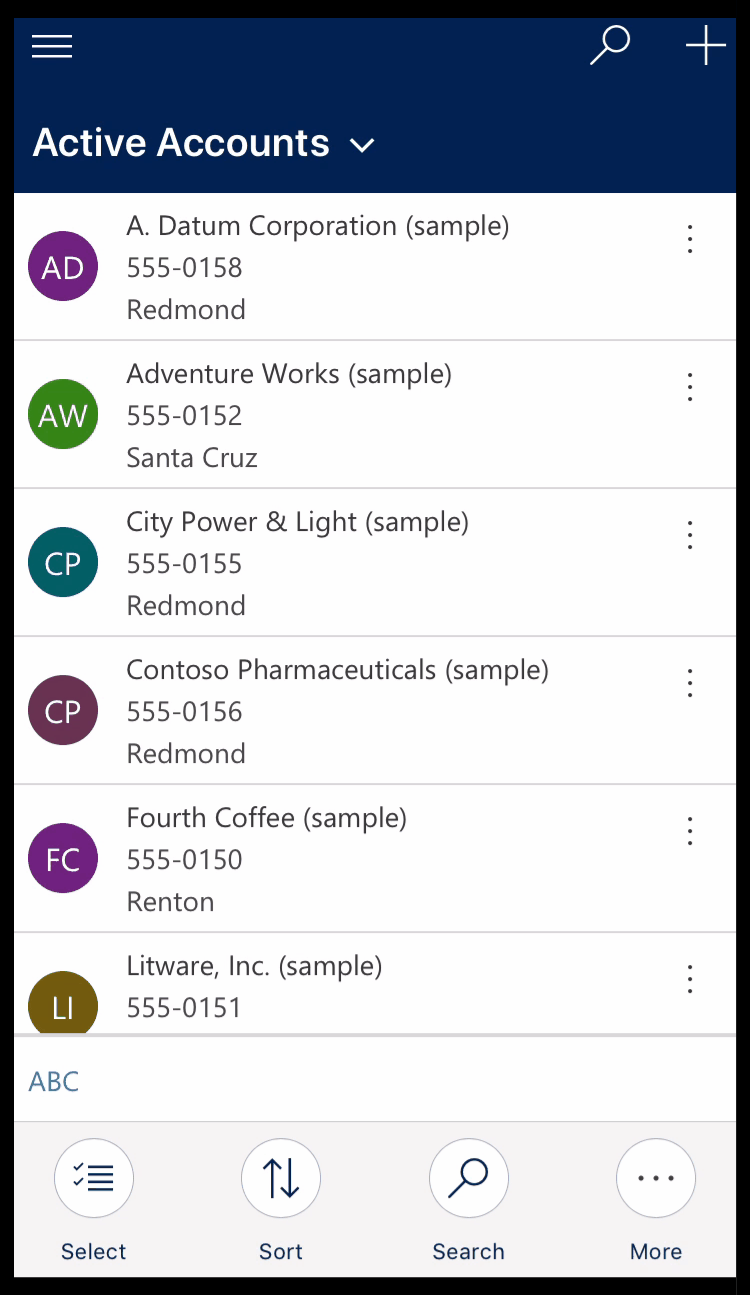 Active Accounts
AD
A. Datum Corporation (sample)
555-0158
Redmond
AW
Adventure Works (sample)
555-0152
Santa Cruz
CP
City Power & Light (sample)
555-0155
Redmond
CP
Contoso Pharmaceuticals (sample)
555-0156
Redmond
FC
Fourth Coffee (sample)
555-0150
Renton
LI
Litware, Inc. (sample)
555-0151
ABC
Select Sort Search More